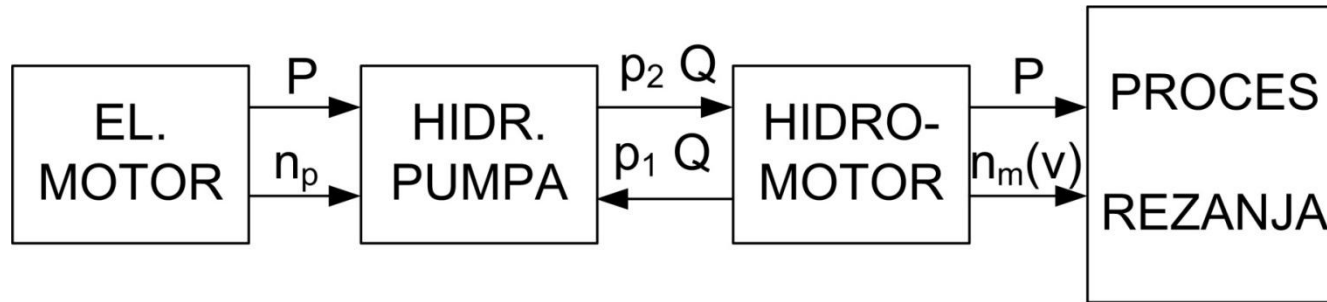 EL.
MOTOR
P
n_p
HIDR.
PUMPA
p₂ Q
p₁ Q
HIDRO-
MOTOR
P
n_m(v)
PROCES
REZANJA